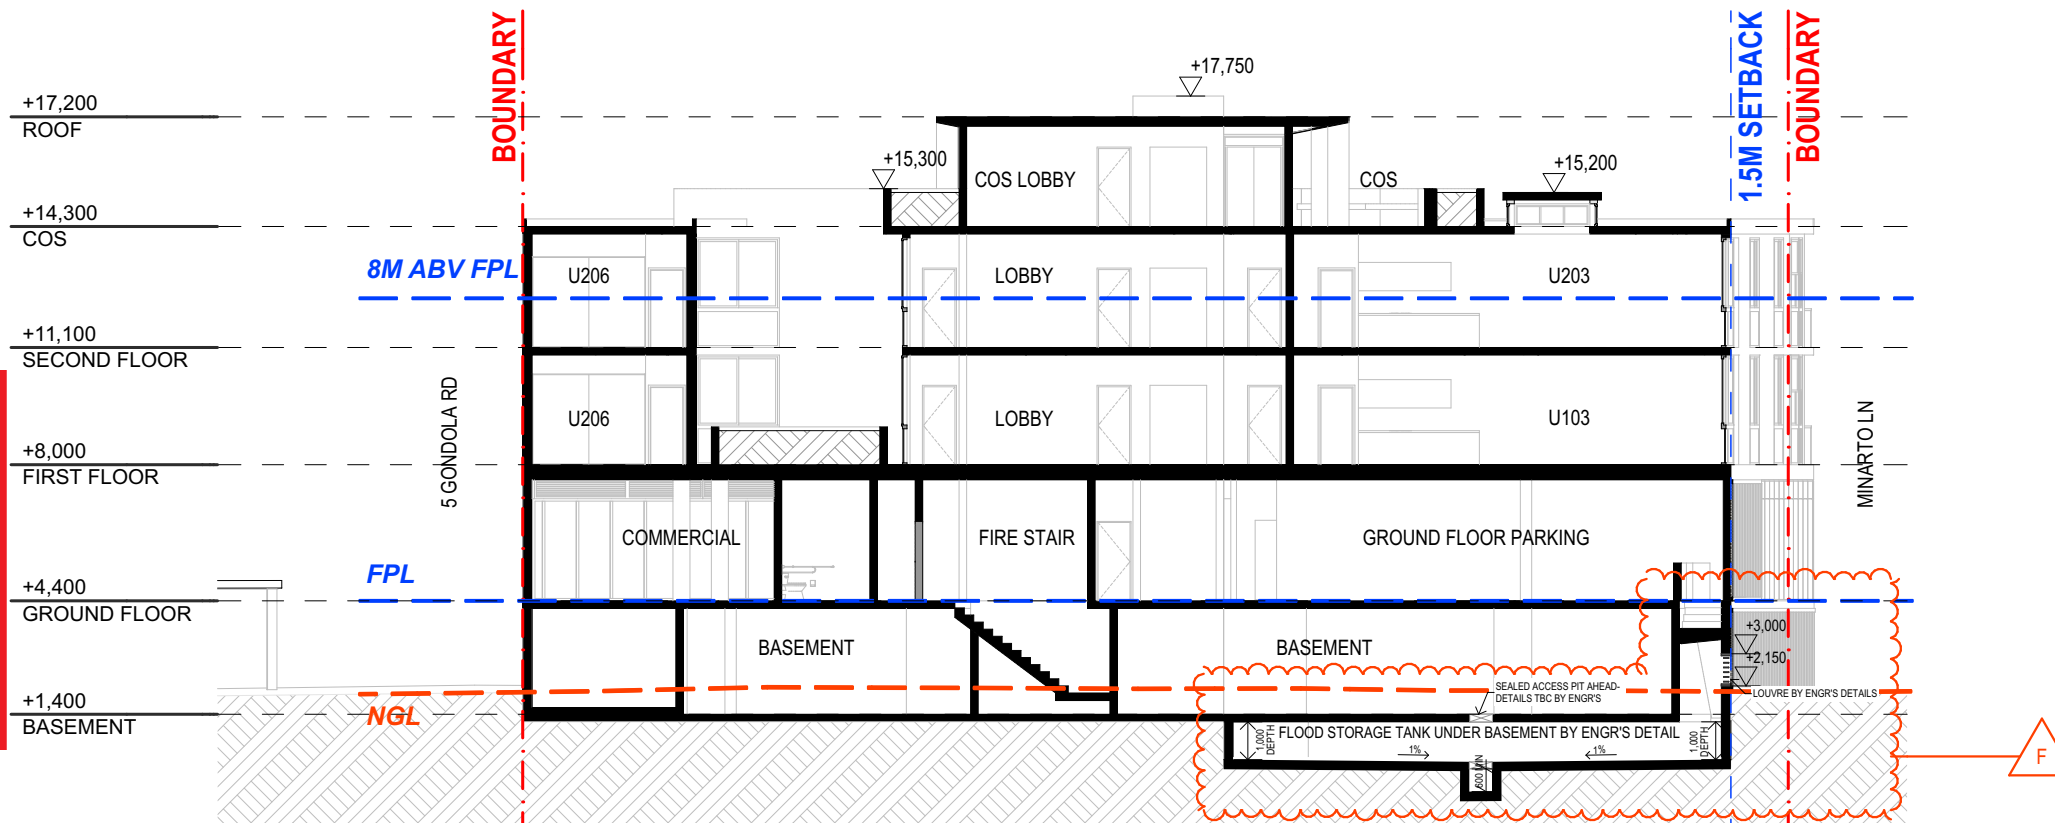 BOUNDARY
1.5M SETBACK
BOUNDARY
+17,750
+17,200
ROOF
+15,300
COS LOBBY
COS
+15,200
+14,300
COS
8M ABV FPL
U206
LOBBY
U203
+11,100
SECOND FLOOR
5 GONDOLA RD
U206
LOBBY
U103
MINARTO LN
+8,000
FIRST FLOOR
COMMERCIAL
FIRE STAIR
GROUND FLOOR PARKING
FPL
+4,400
GROUND FLOOR
BASEMENT
BASEMENT
+3,000
+2,150
SEALED ACCESS PIT AHEAD-
DETAILS TBC BY ENGR'S
LOUVRE BY ENGR'S DETAILS
NGL
+1,400
BASEMENT
1,000
DEPTH
FLOOD STORAGE TANK UNDER BASEMENT BY ENGR'S DETAIL
1,000
DEPTH
1%
1%
600 MIN
F